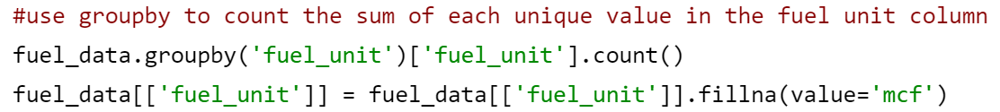 #use groupby to count the sum of each unique value in the fuel unit column
fuel_data.groupby('fuel_unit')['fuel_unit'].count()
fuel_data[['fuel_unit']] = fuel_data[['fuel_unit']].fillna(value='mcf')